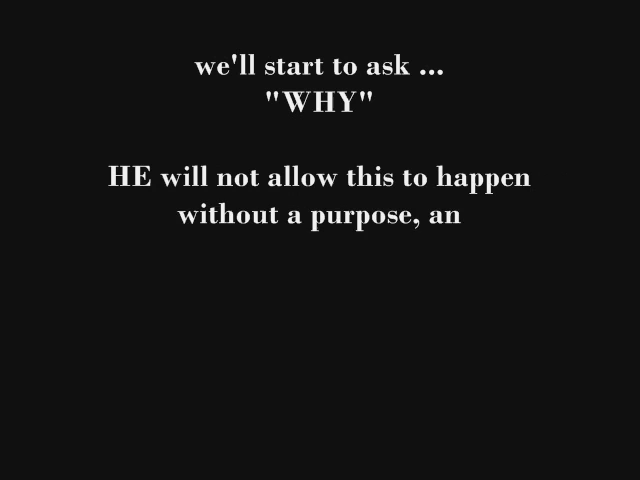 we'll start to ask ...
"WHY"
HE will not allow this to happen
without a purpose, an